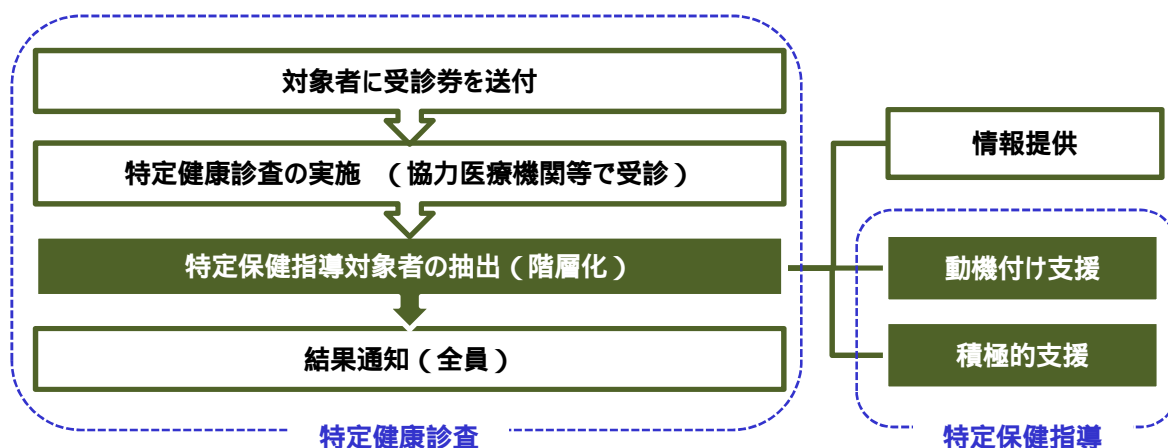 対象者に受診券を送付
特定健康診査の実施　（協力医療機関等で受診）
特定保健指導対象者の抽出（階層化）
結果通知（全員）
特定健康診査
情報提供
動機付け支援
積極的支援
特定保健指導